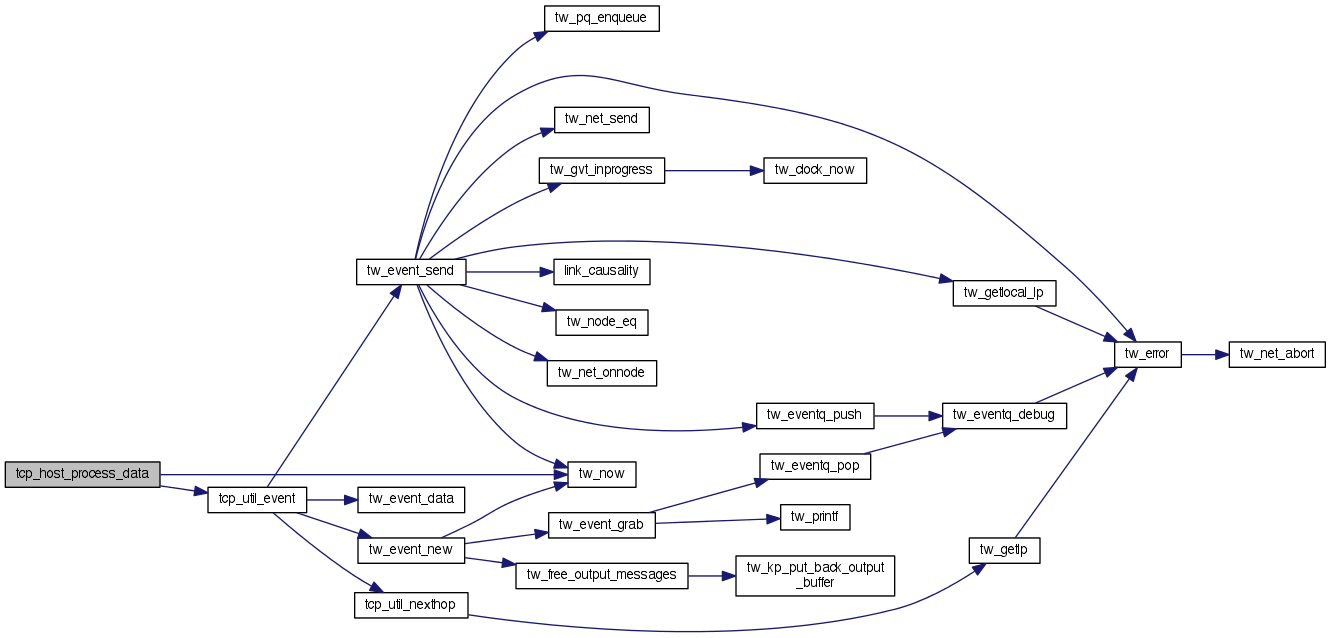 tw_pq_enqueue
tw_net_send
tw_gvt_inprogress
tw_clock_now
tw_event_send
link_causality
tw_getlocal_lp
tw_node_eq
tw_error
tw_net_abort
tw_net_onnode
tw_eventq_push
tw_eventq_debug
tcp_host_process_data
tw_now
tw_eventq_pop
tcp_util_event
tw_event_data
tw_event_grab
tw_printf
tw_event_new
tw_getlp
tw_free_output_messages
tw_kp_put_back_output
_buffer
tcp_util_nexthop